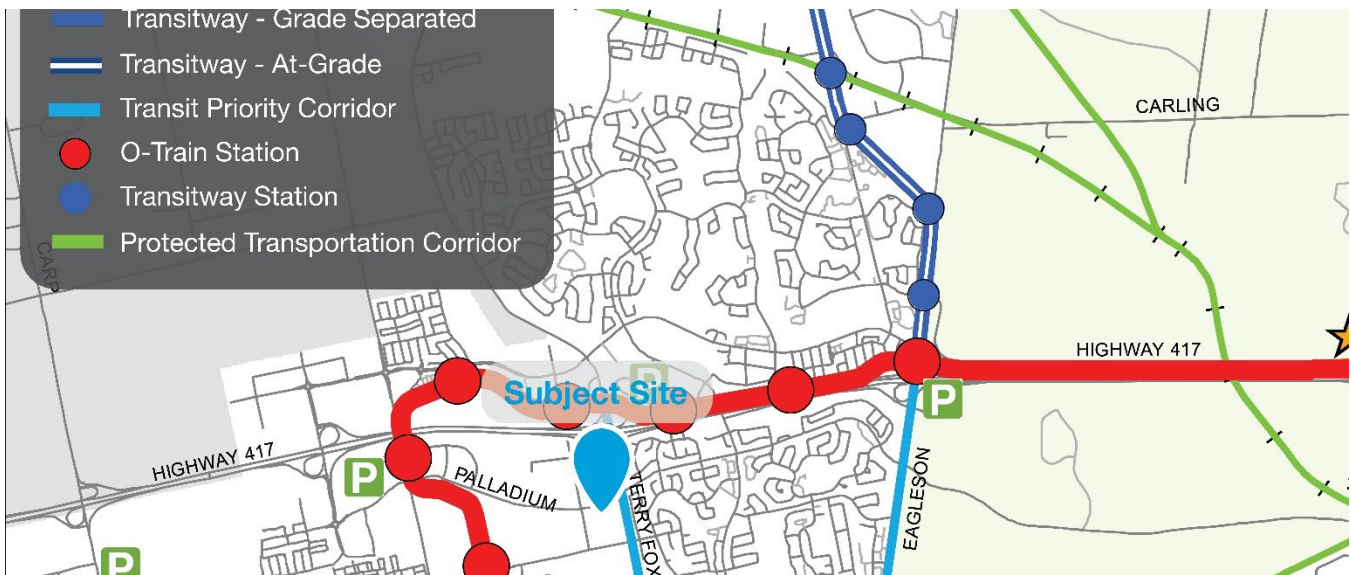 Transitway - Grade Separated
Transitway - At-Grade
Transit Priority Corridor
O-Train Station
Transitway Station
Protected Transportation Corridor
CARP
CARLING
HIGHWAY 417
P
Subject Site
P
HIGHWAY 417
P
PALLADIUM
TERRY FOX
EAGLESON
P